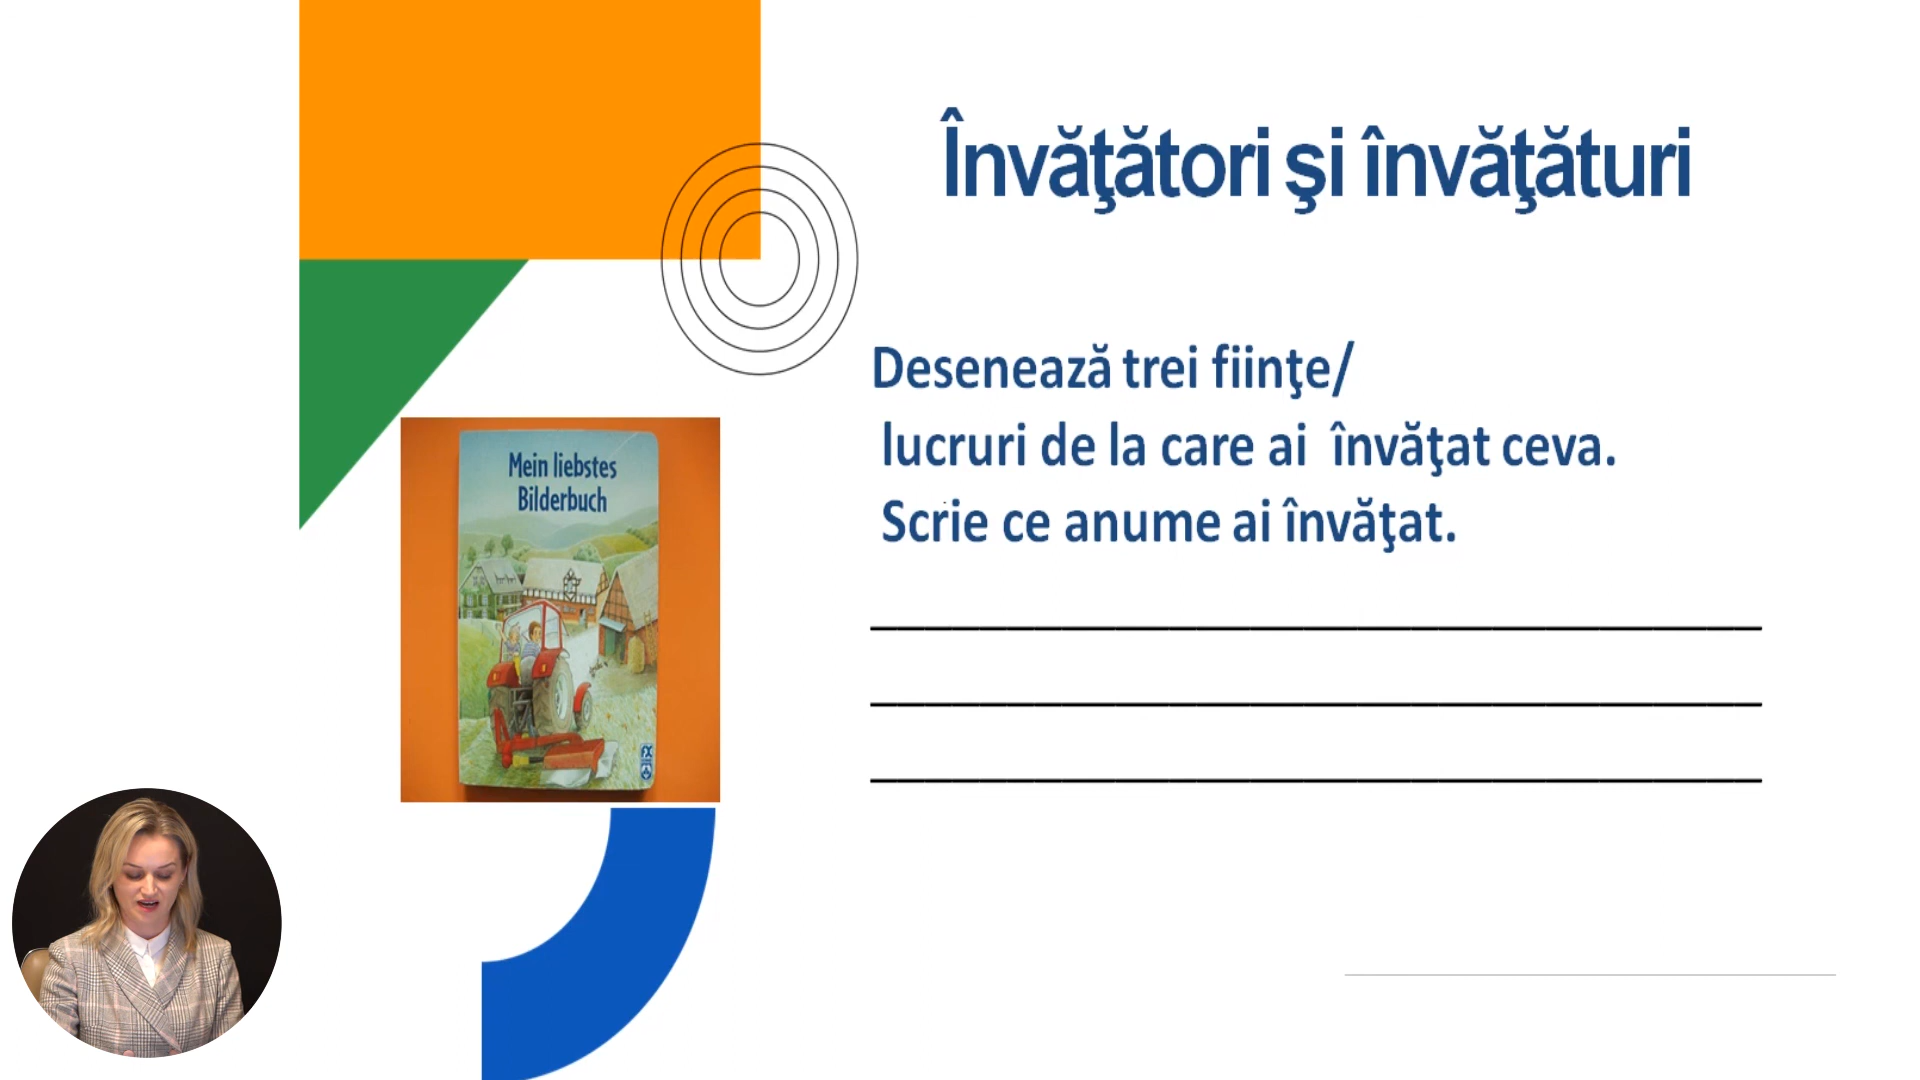 Învăţători şi învăţături
Desenează trei fiinţe/
lucruri de la care ai învăţat ceva.
Scrie ce anume ai învăţat.
Mein liebstes
Bilderbuch